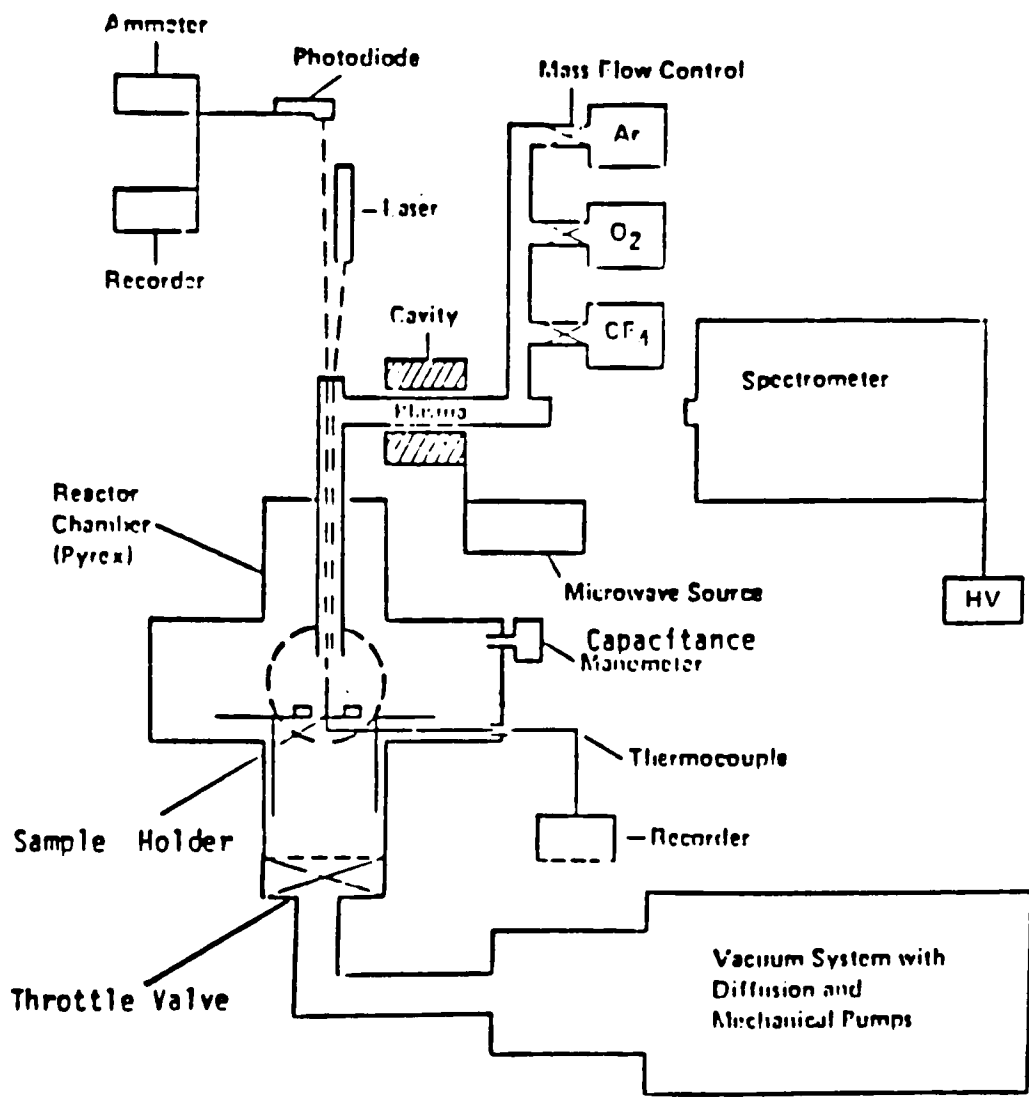 Ammeter
Photodiode
Mass Flow Control
Ar
Laser
O2
Recorder
Cavity
CF4
Spectrometer
Plasma
Reactor
Chamber
(Pyrex)
Microwave Source
HV
Capacitance
Manometer
Thermocouple
Sample Holder
Recorder
Throttle Valve
Vacuum System with
Diffusion and
Mechanical Pumps